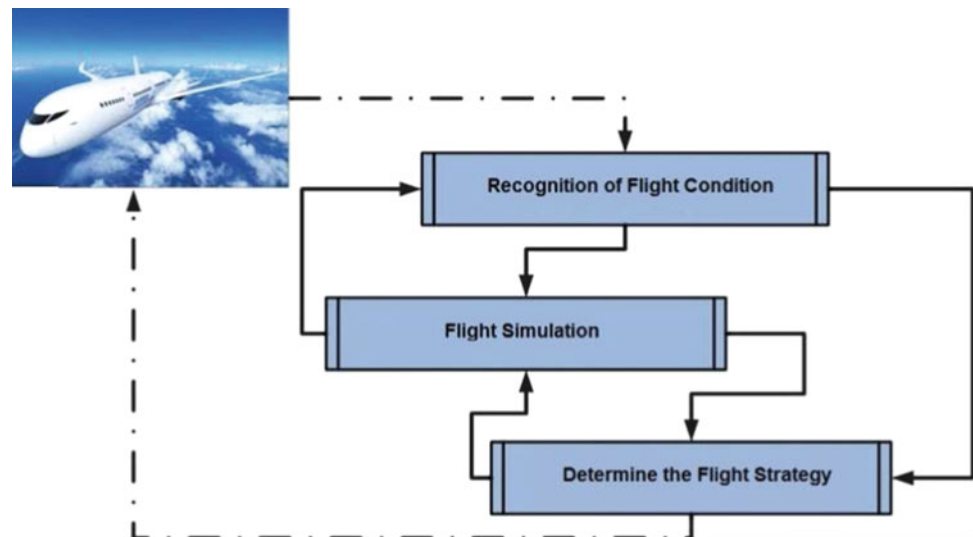 Recognition of Flight Condition
Flight Simulation
Determine the Flight Strategy